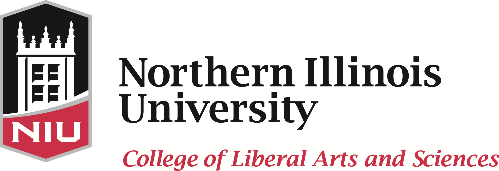 NIU
Northern Illinois
University
College of Liberal Arts and Sciences